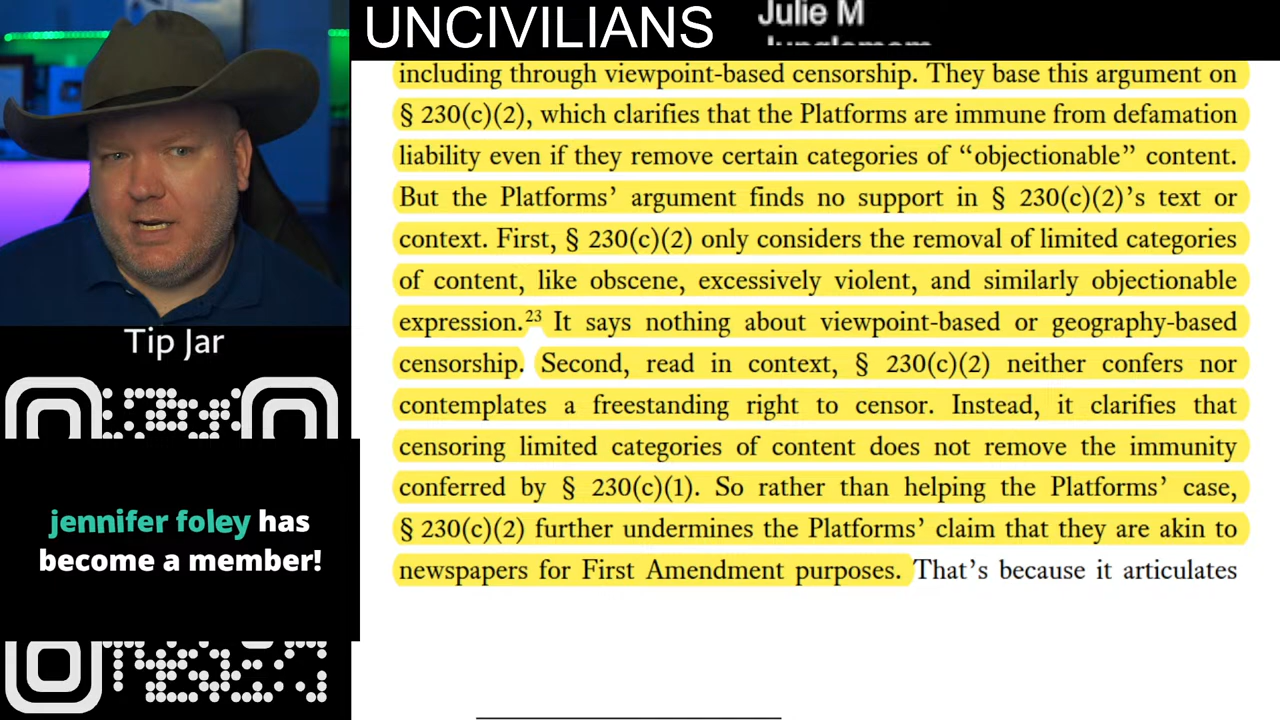 UNCIVILIANS
Julie M
including through viewpoint-based censorship. They base this argument on
§ 230(c)(2), which clarifies that the Platforms are immune from defamation
liability even if they remove certain categories of “objectionable” content.
But the Platforms’ argument finds no support in § 230(c)(2)’s text or
context. First, § 230(c)(2) only considers the removal of limited categories
of content, like obscene, excessively violent, and similarly objectionable
expression.23 It says nothing about viewpoint-based or geography-based
censorship. Second, read in context, § 230(c)(2) neither confers nor
contemplates a freestanding right to censor. Instead, it clarifies that
censoring limited categories of content does not remove the immunity
conferred by § 230(c)(1). So rather than helping the Platforms’ case,
§ 230(c)(2) further undermines the Platforms’ claim that they are akin to
newspapers for First Amendment purposes. That’s because it articulates
Tip Jar
jennifer foley has
become a member!